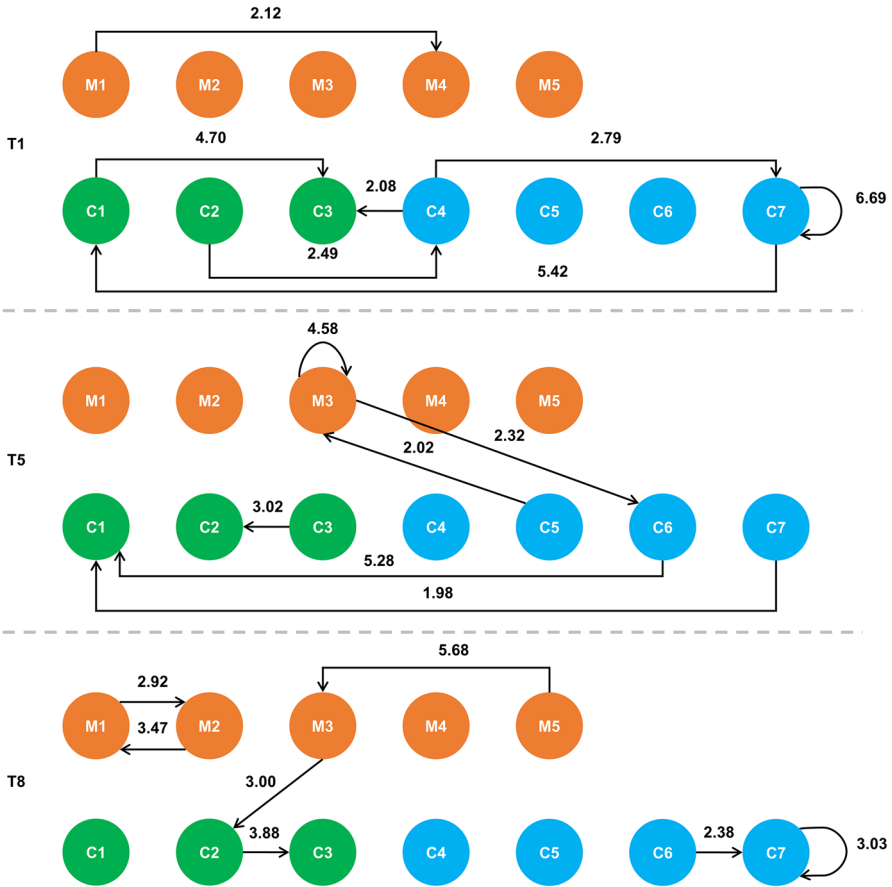 2.12
M1 M2 M3 M4 M5
T1
4.70 2.79
2.08
C1 C2 C3 C4 C5 C6 C7 6.69
2.49
5.42
4.58
M1 M2 M3 M4 M5
2.32
2.02
T5
3.02
C1 C2 C3 C4 C5 C6 C7
5.28
1.98
5.68
2.92
M1 M2 M3 M4 M5
3.47
T8
3.00
3.88 2.38
C1 C2 C3 C4 C5 C6 C7 3.03